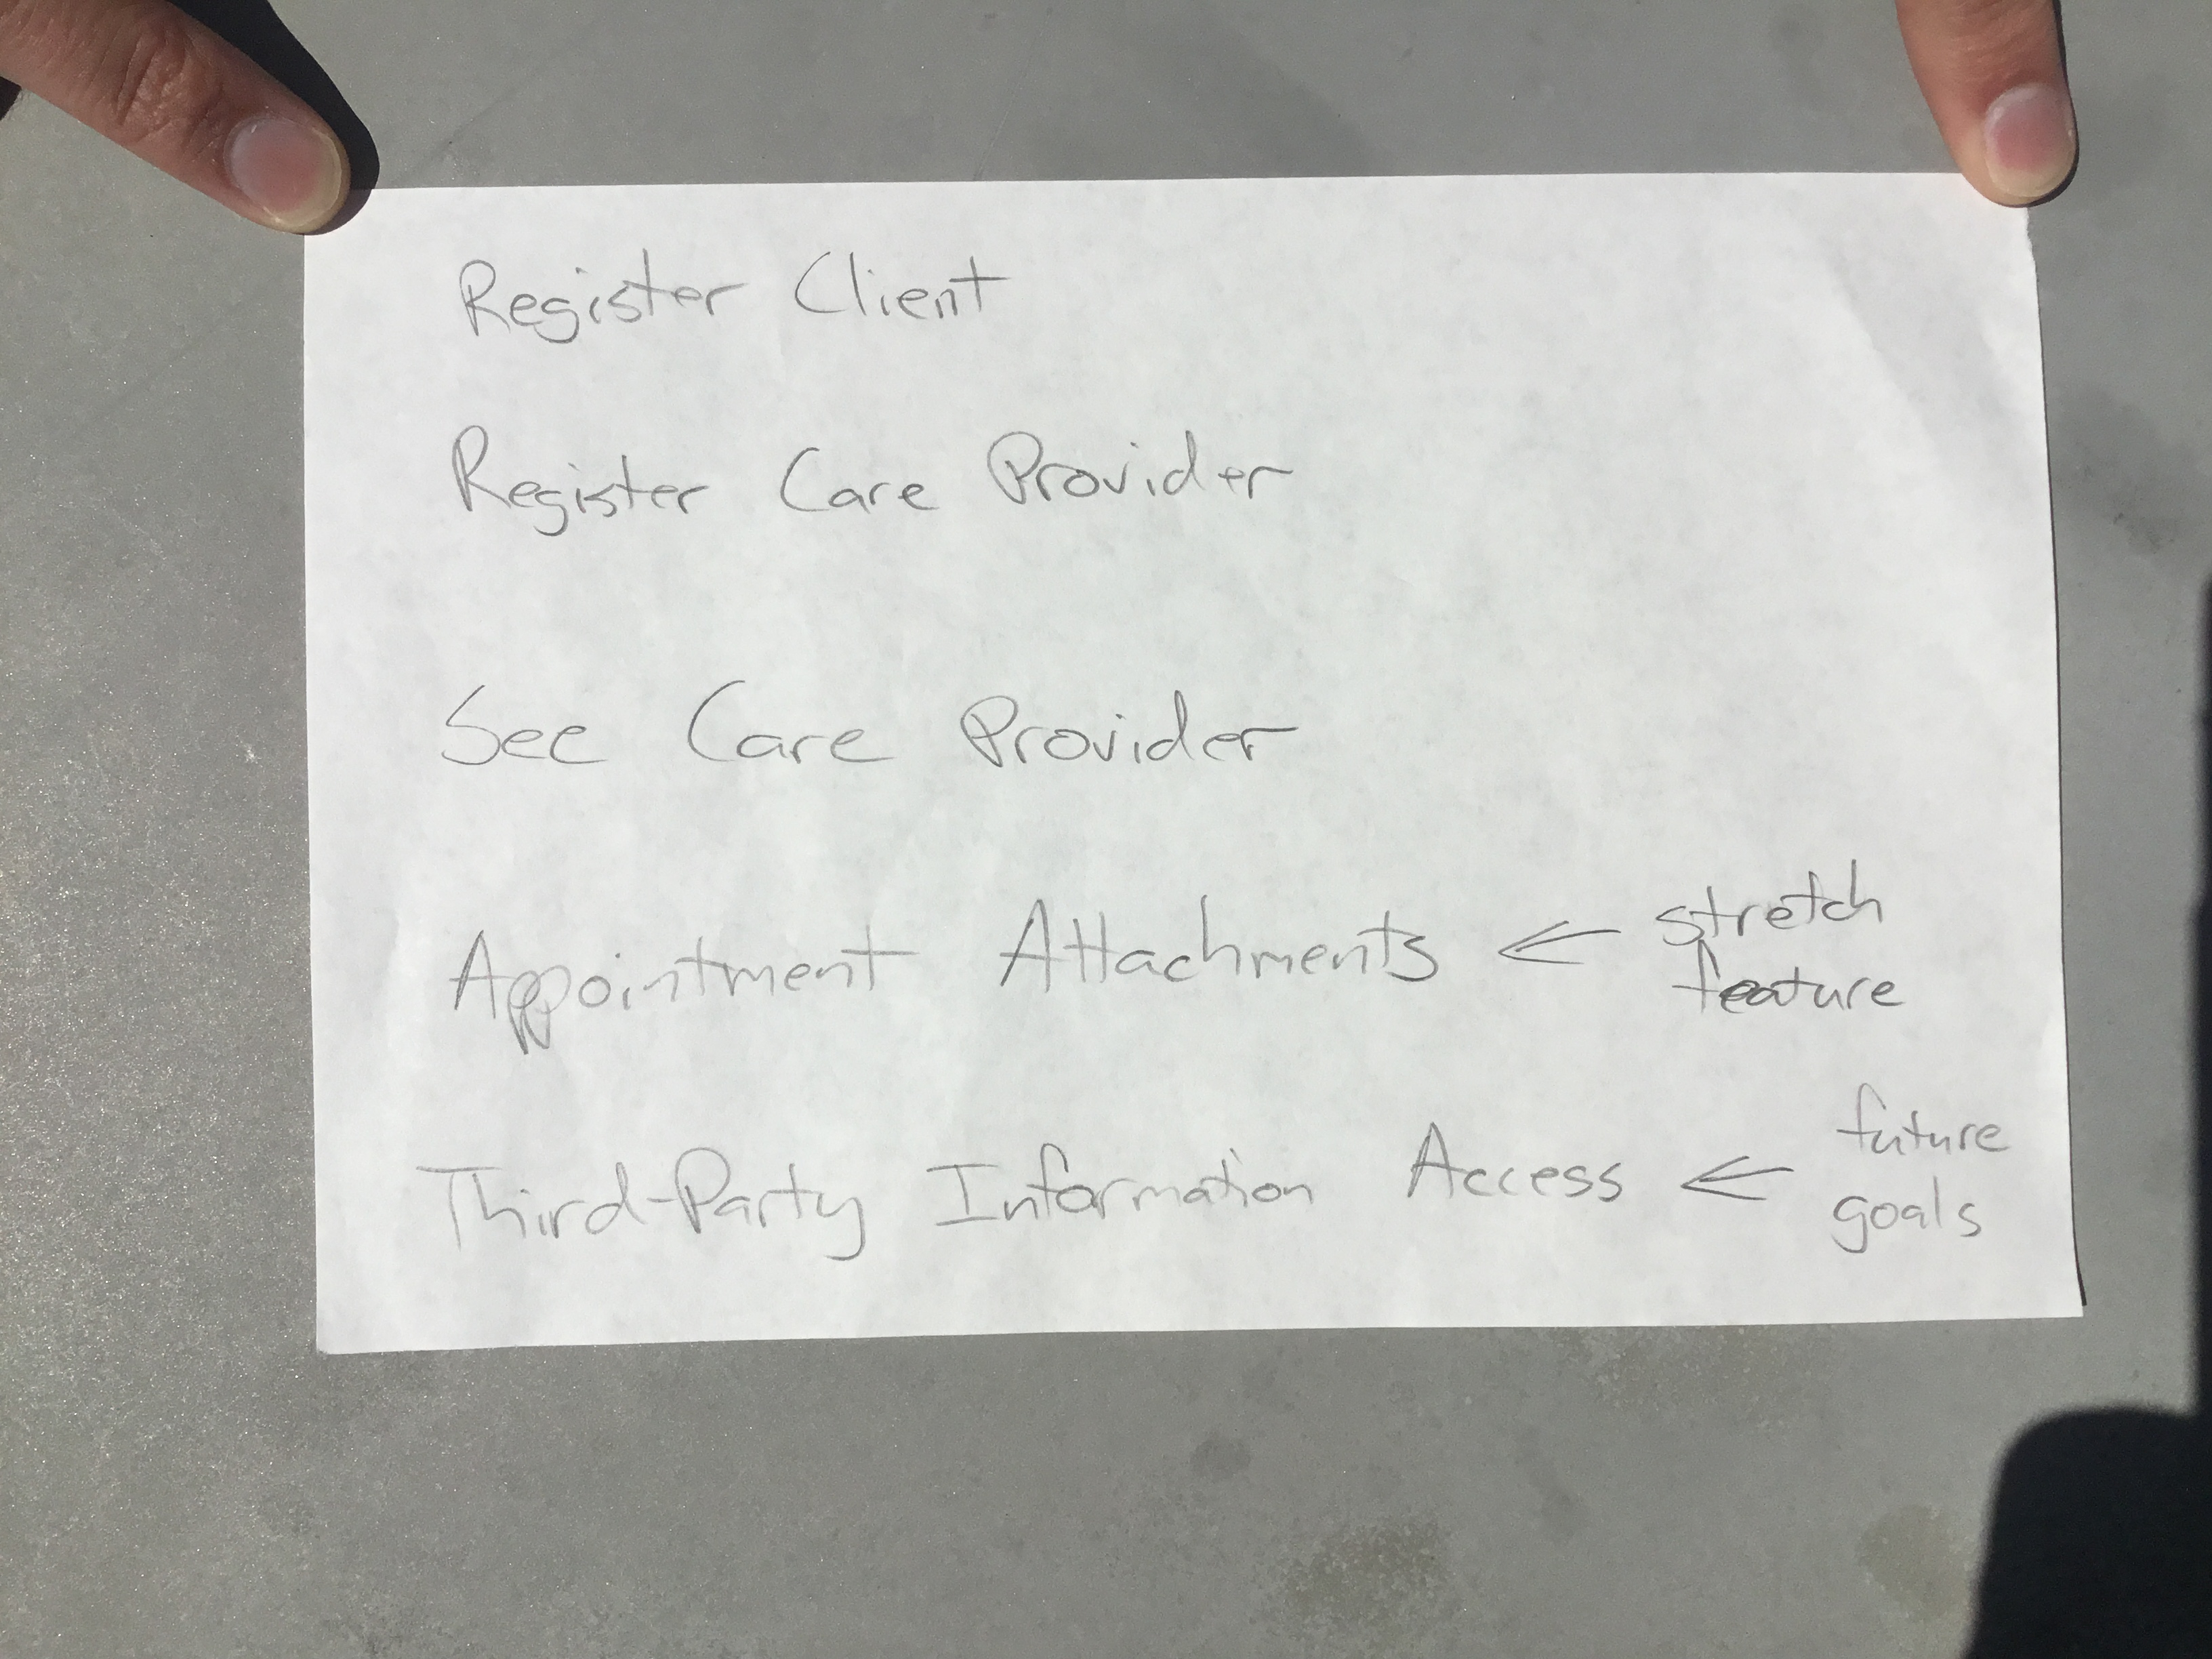 Register Client
Register Care Provider
See Care Provider
Appointment Attachments ⇐ stretch
feature
Third-Party Information Access ⇐ future
goals